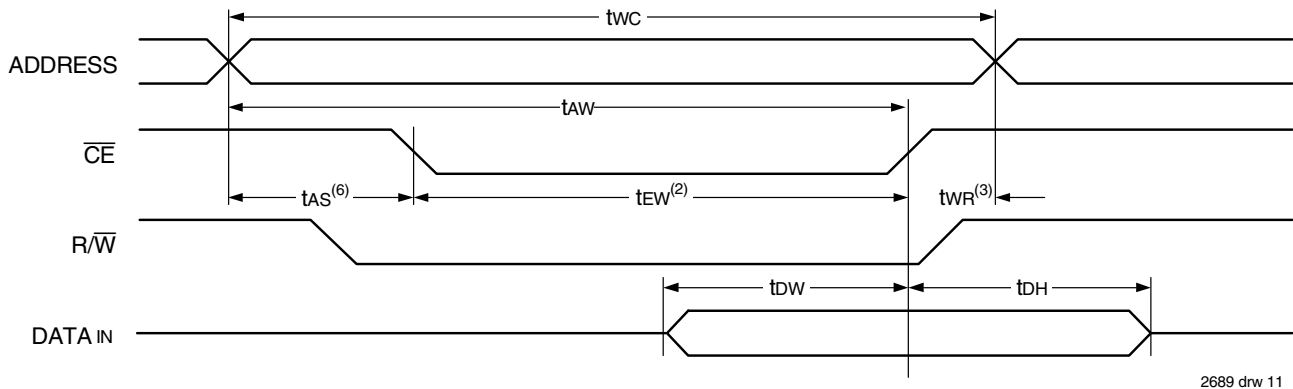 tWC
ADDRESS
tAW
CE
tAS(6)
tEW(2)
tWR(3)
R/W
tDW
tDH
DATA IN
2689 drw 11